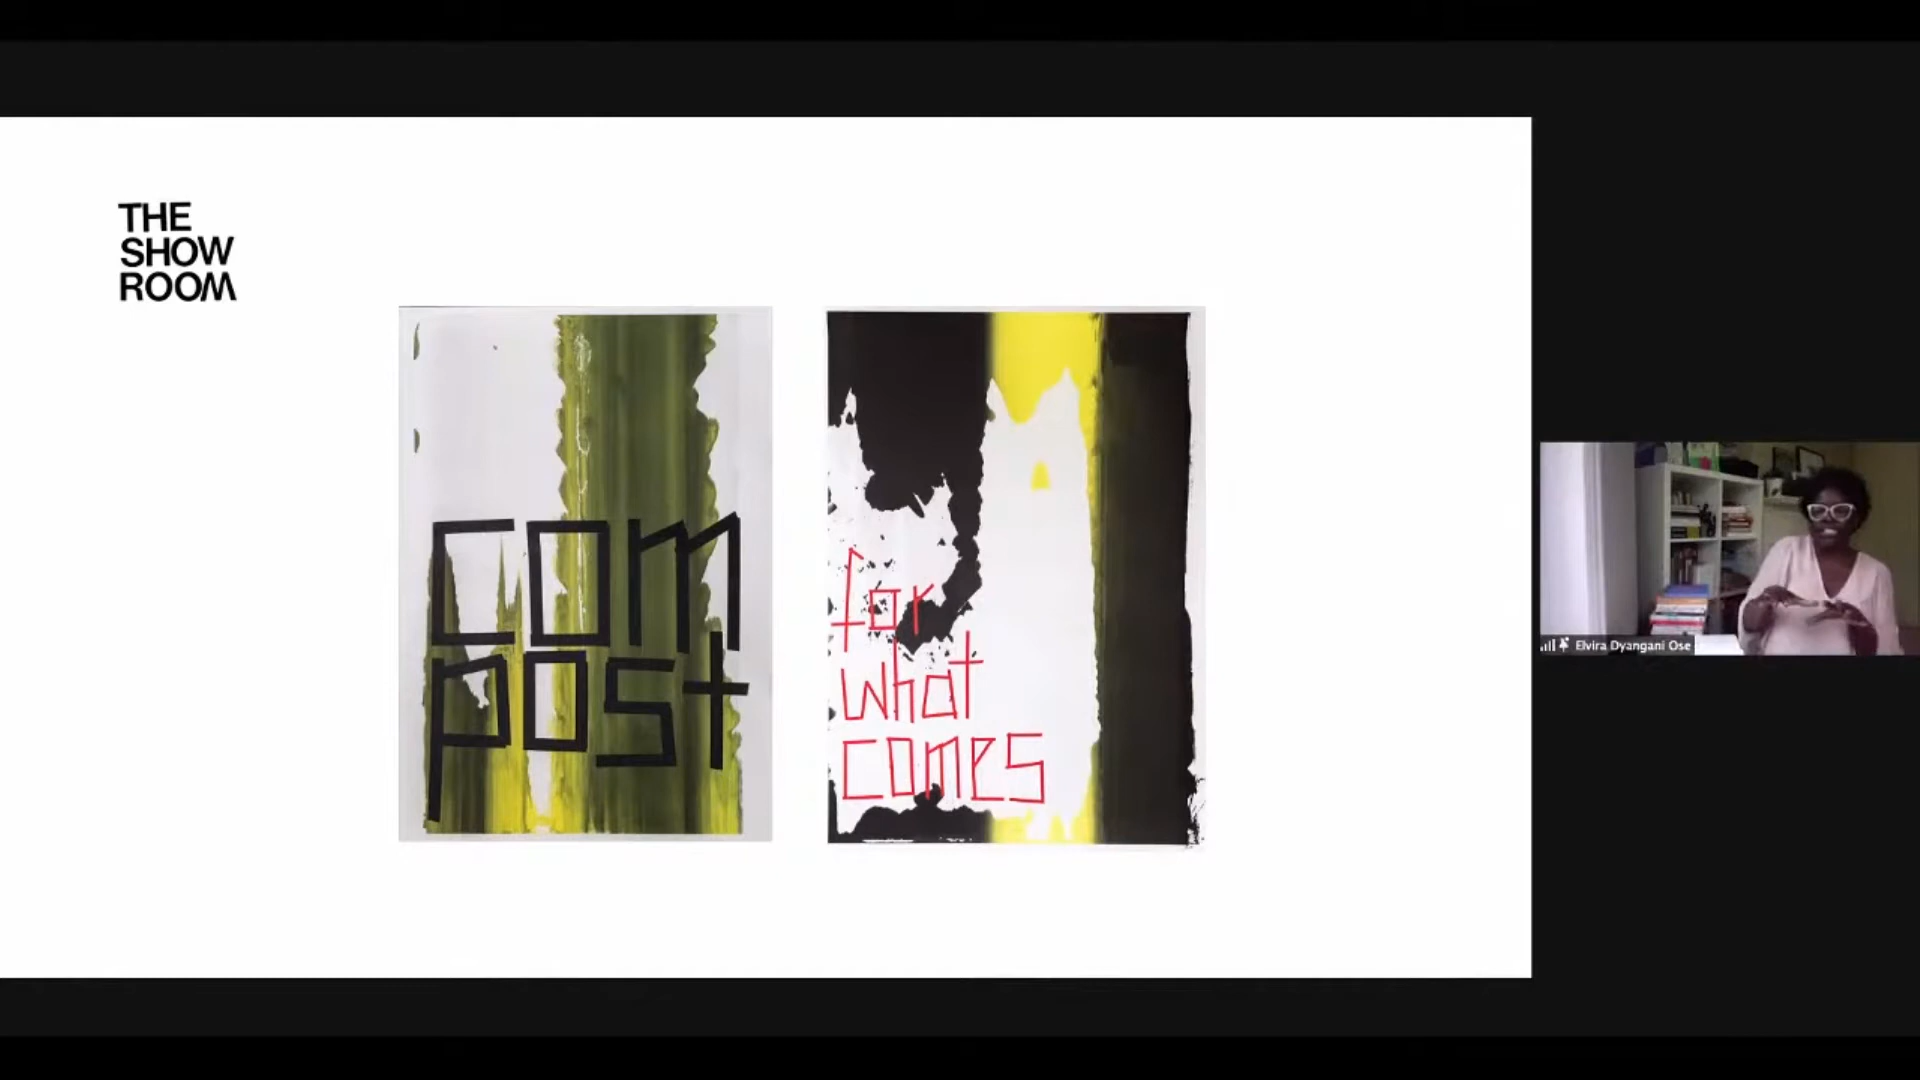 THE
SHOW
ROOM
com
post
for
what
comes
Elvira Dyangani Ose